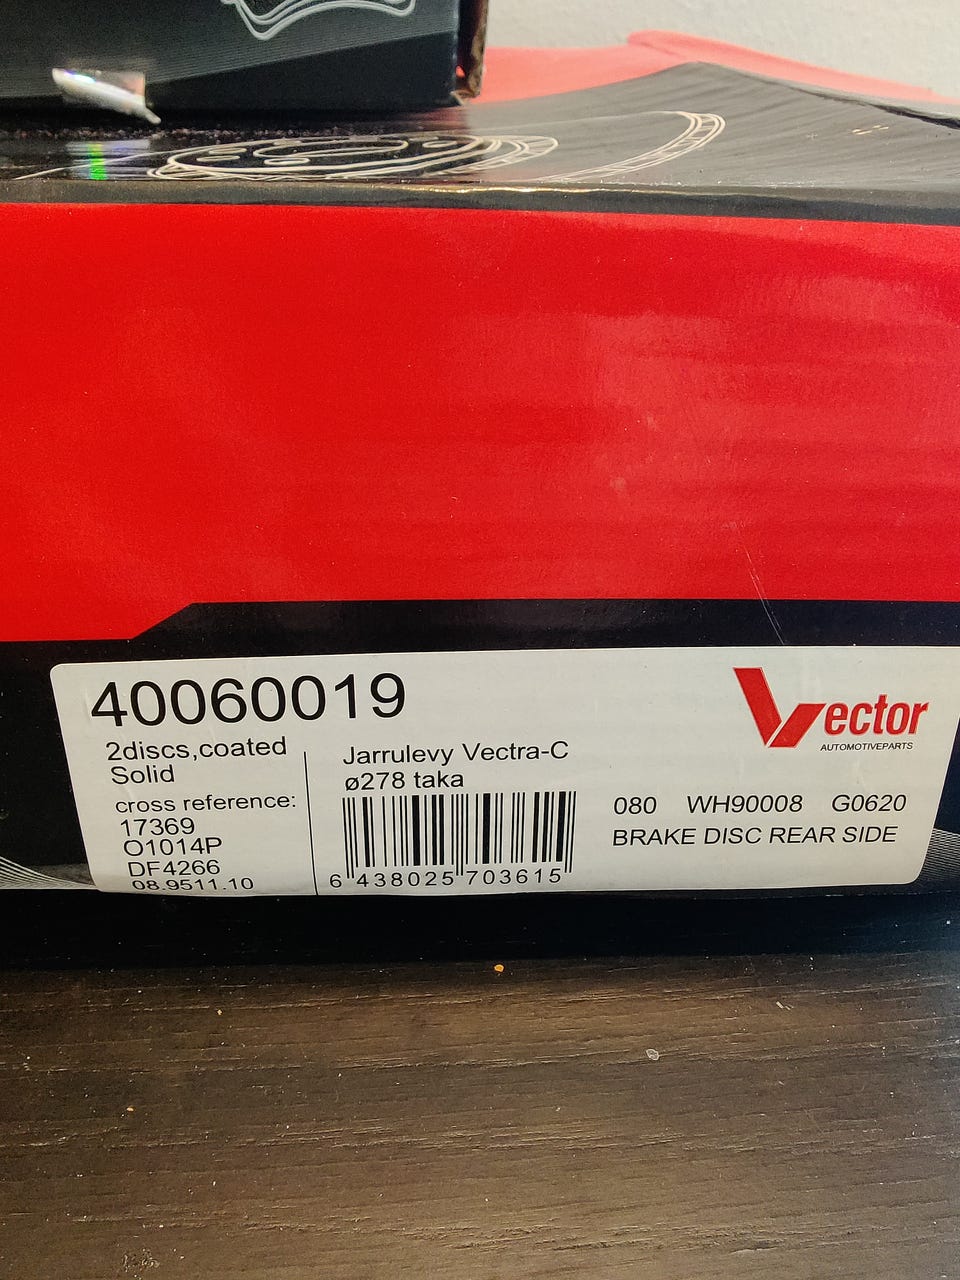 40060019
2discs,coated
Solid
cross reference:
17369
O1014P
DF4266
08.9511.10
Jarrulevy Vectra-C
ø278 taka
6 438025 703615
Vector
AUTOMOTIVEPARTS
080 WH90008 G0620
BRAKE DISC REAR SIDE